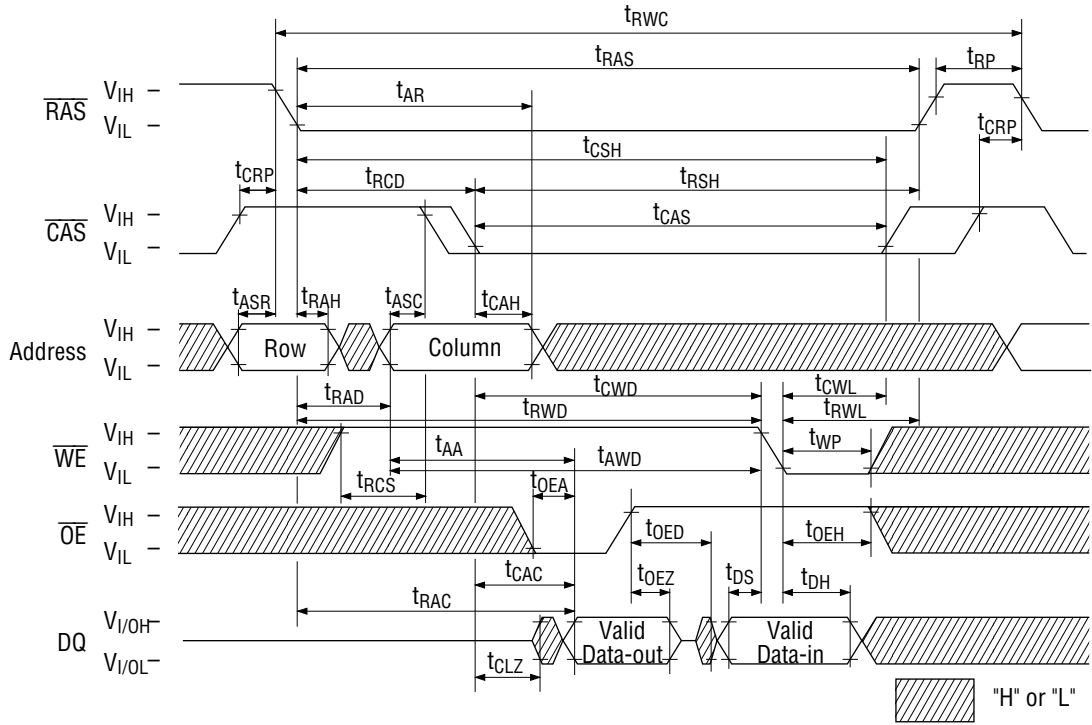 tRWC
tRAS
tRP
tAR
RAS
VIH
VIL
tCRP
tCSH
tCRP
tRCD
tRSH
CAS
VIH
VIL
tCAS
tASR
tRAH
tASC
tCAH
Address
VIH
VIL
Row
Column
tRAD
tCWD
tCWL
tRWD
tRWL
WE
VIH
VIL
tAA
tAWD
tWP
tRCS
tOEA
OE
VIH
VIL
tOED
tOEH
tCAC
tOEZ
tDS
tDH
tRAC
DQ
VI/OH
VI/OL
Valid
Data-out
Valid
Data-in
tCLZ
"H" or "L"